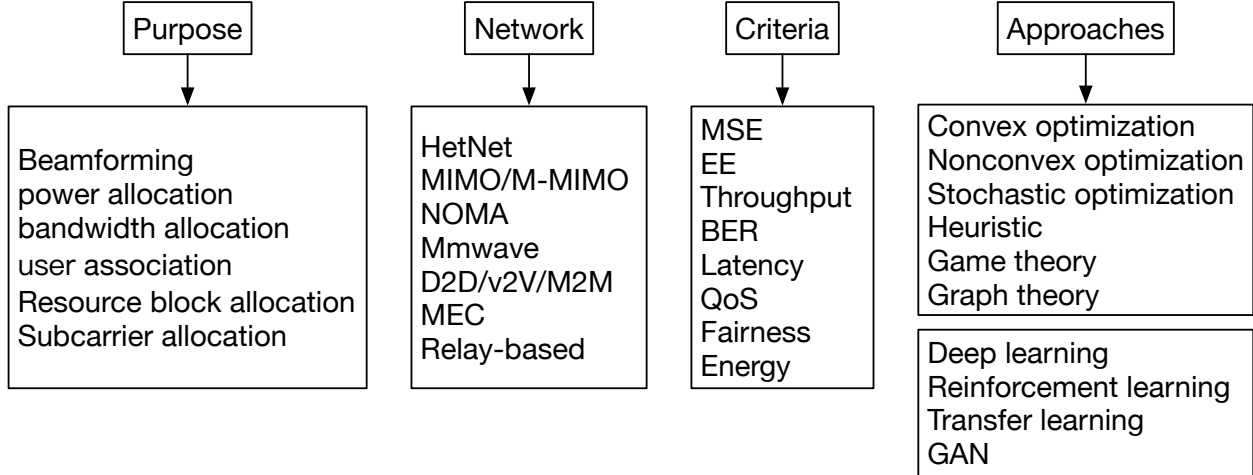 Purpose
Beamforming
power allocation
bandwidth allocation
user association
Resource block allocation
Subcarrier allocation
Network
HetNet
MIMO/M-MIMO
NOMA
Mmwave
D2D/v2V/M2M
MEC
Relay-based
Criteria
MSE
EE
Throughput
BER
Latency
QoS
Fairness
Energy
Approaches
Convex optimization
Nonconvex optimization
Stochastic optimization
Heuristic
Game theory
Graph theory
Deep learning
Reinforcement learning
Transfer learning
GAN